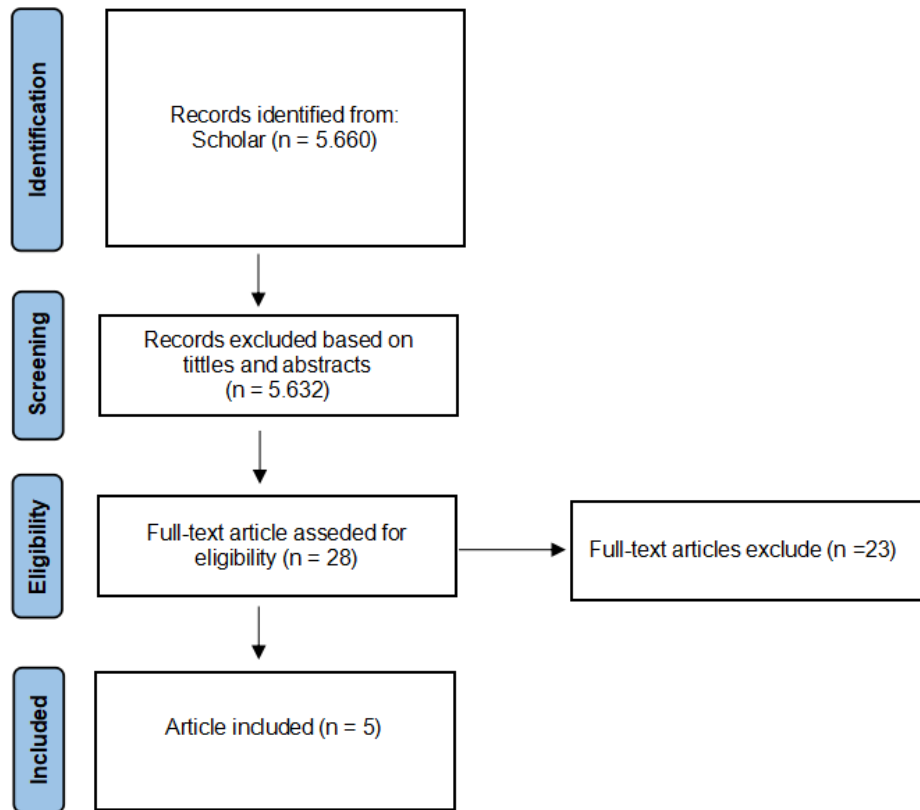 Identification
Records identified from:
Scholar (n = 5.660)
Screening
Records excluded based on
tittles and abstracts
(n = 5.632)
Eligibility
Full-text article asseded for
eligibility (n = 28)
Full-text articles exclude (n =23)
Included
Article included (n = 5)